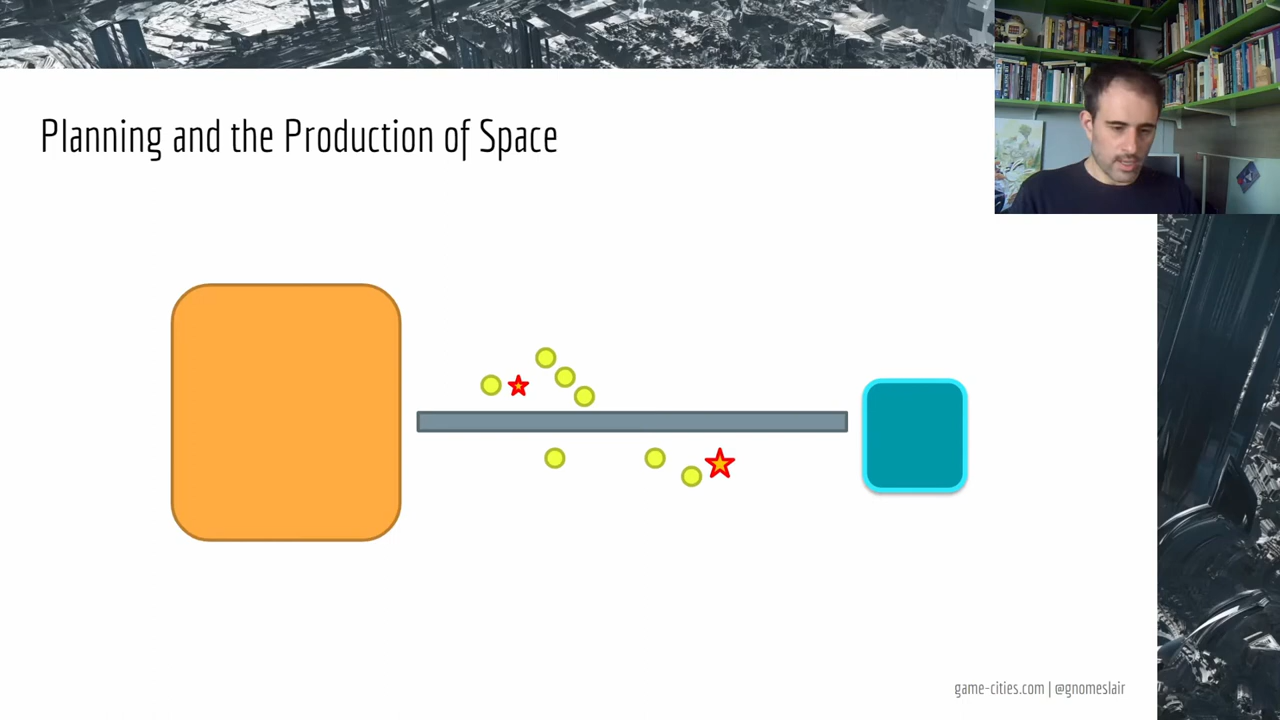 Planning and the Production of Space
game-cities.com | @gnomeslair